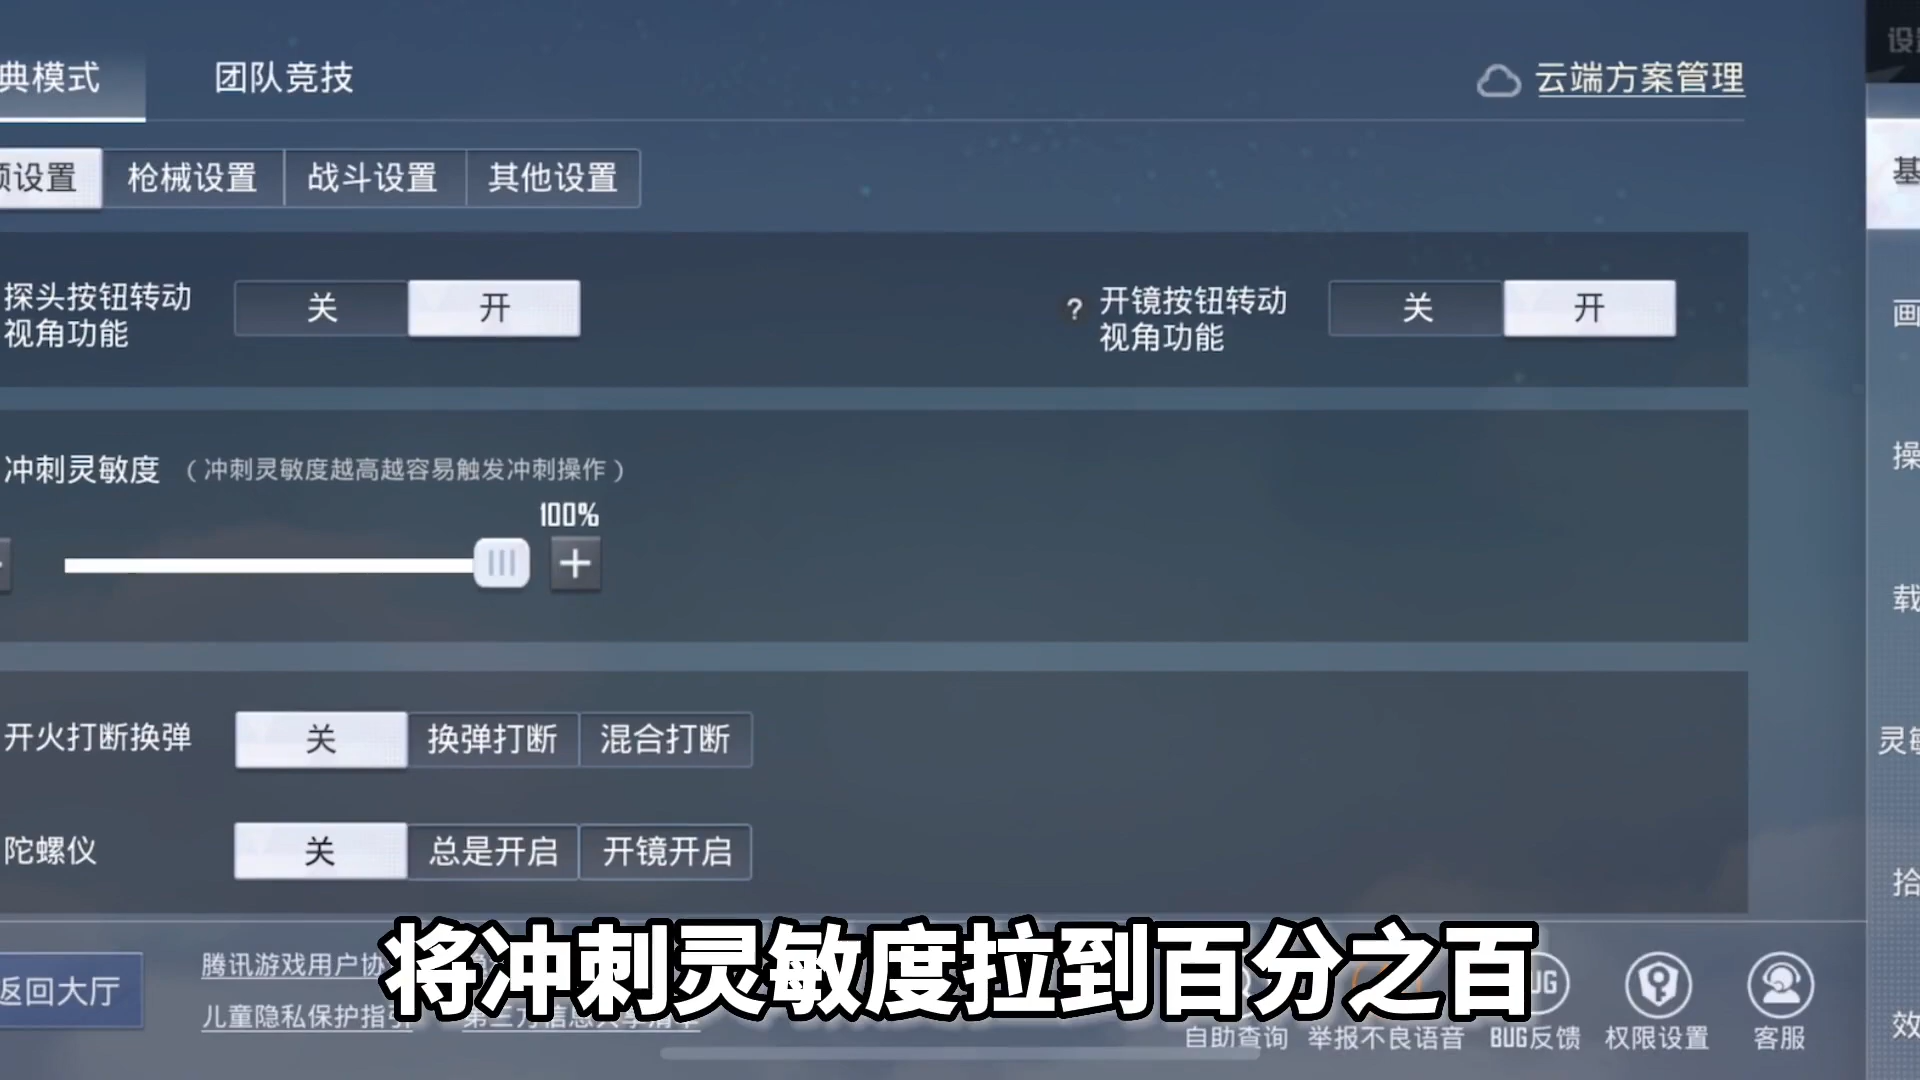 典模式
团队竞技
云端方案管理
设置
枪械设置
战斗设置
其他设置
探头按钮转动
视角功能
关
开
?
开镜按钮转动
视角功能
关
开
冲刺灵敏度
（冲刺灵敏度越高越容易触发冲刺操作）
100%
+
开火打断换弹
关
换弹打断
混合打断
陀螺仪
关
总是开启
开镜开启
返回大厅
腾讯游戏用户协
儿童隐私保护指引
将冲刺灵敏度拉到百分之百
自助查询
举报不良语音
BUG反馈
权限设置
客服
设
基
画
操
载
灵敏
拾
效